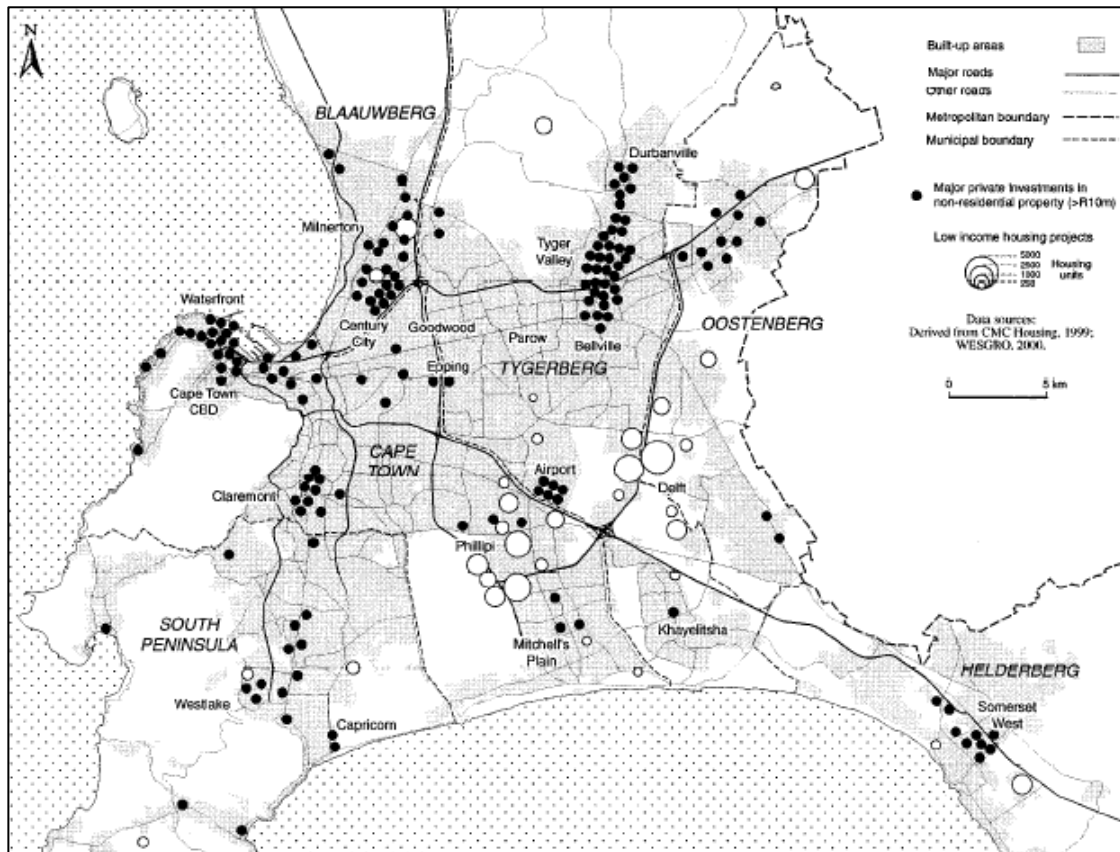 N
BLAAUWBERG
Durbanville
Milnerton
Tyger
Valley
Waterfront
Century
City
Goodwood
Parow
Bellville
OOSTENBERG
Epping
TYGERBERG
Cape Town
CBD
CAPE
TOWN
Airport
Delft
Claremont
Phillipi
SOUTH
PENINSULA
Mitchell's
Plain
Khayelitsha
HELDERBERG
Westlake
Somerset
West
Capricorn
Built-up areas
Major roads
Other roads
Metropolitan boundary
Municipal boundary
Major private Investments in
non-residential property (>R10m)
Low income housing projects
5000
2500
1000
250
Housing
units
Data sources:
Derived from CMC Housing, 1999;
WESGRO, 2000.
0 5 km